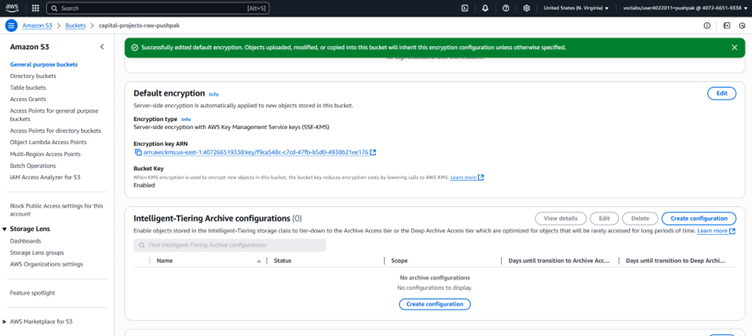 aws
Search
[Alt+S]
United States (N. Virginia)
voclabs/user4022011=pushpak @ 4072-6651-9338
Amazon S3 > Buckets > capital-projects-raw-pushpak
Amazon S3
General purpose buckets
Directory buckets
Table buckets
Access Grants
Access Points for general purpose
buckets
Access Points for directory buckets
Object Lambda Access Points
Multi-Region Access Points
Batch Operations
IAM Access Analyzer for S3
Block Public Access settings for this
account
Storage Lens
Dashboards
Storage Lens groups
AWS Organizations settings
Feature spotlight
AWS Marketplace for S3
Successfully edited default encryption. Objects uploaded, modified, or copied into this bucket will inherit this encryption configuration unless otherwise specified.
Default encryption Info
Edit
Server-side encryption is automatically applied to new objects stored in this bucket.
Encryption type Info
Server-side encryption with AWS Key Management Service keys (SSE-KMS)
Encryption key ARN
arn:aws:kms:us-east-1:407266519338:key/f9ca548c-c7cd-47fb-b5d0-4938b21ee176
Bucket Key
When KMS encryption is used to encrypt new objects in this bucket, the bucket key reduces encryption costs by lowering calls to AWS KMS. Learn more
Enabled
Intelligent-Tiering Archive configurations (0)
View details
Edit
Delete
Create configuration
Enable objects stored in the Intelligent-Tiering storage class to tier-down to the Archive Access tier or the Deep Archive Access tier which are optimized for objects that will be rarely accessed for long periods of time. Learn more
Find Intelligent-Tiering Archive configurations
Name
Status
Scope
Days until transition to Archive Acc...
Days until transition to Deep Archi...
No archive configurations
No configurations to display.
Create configuration